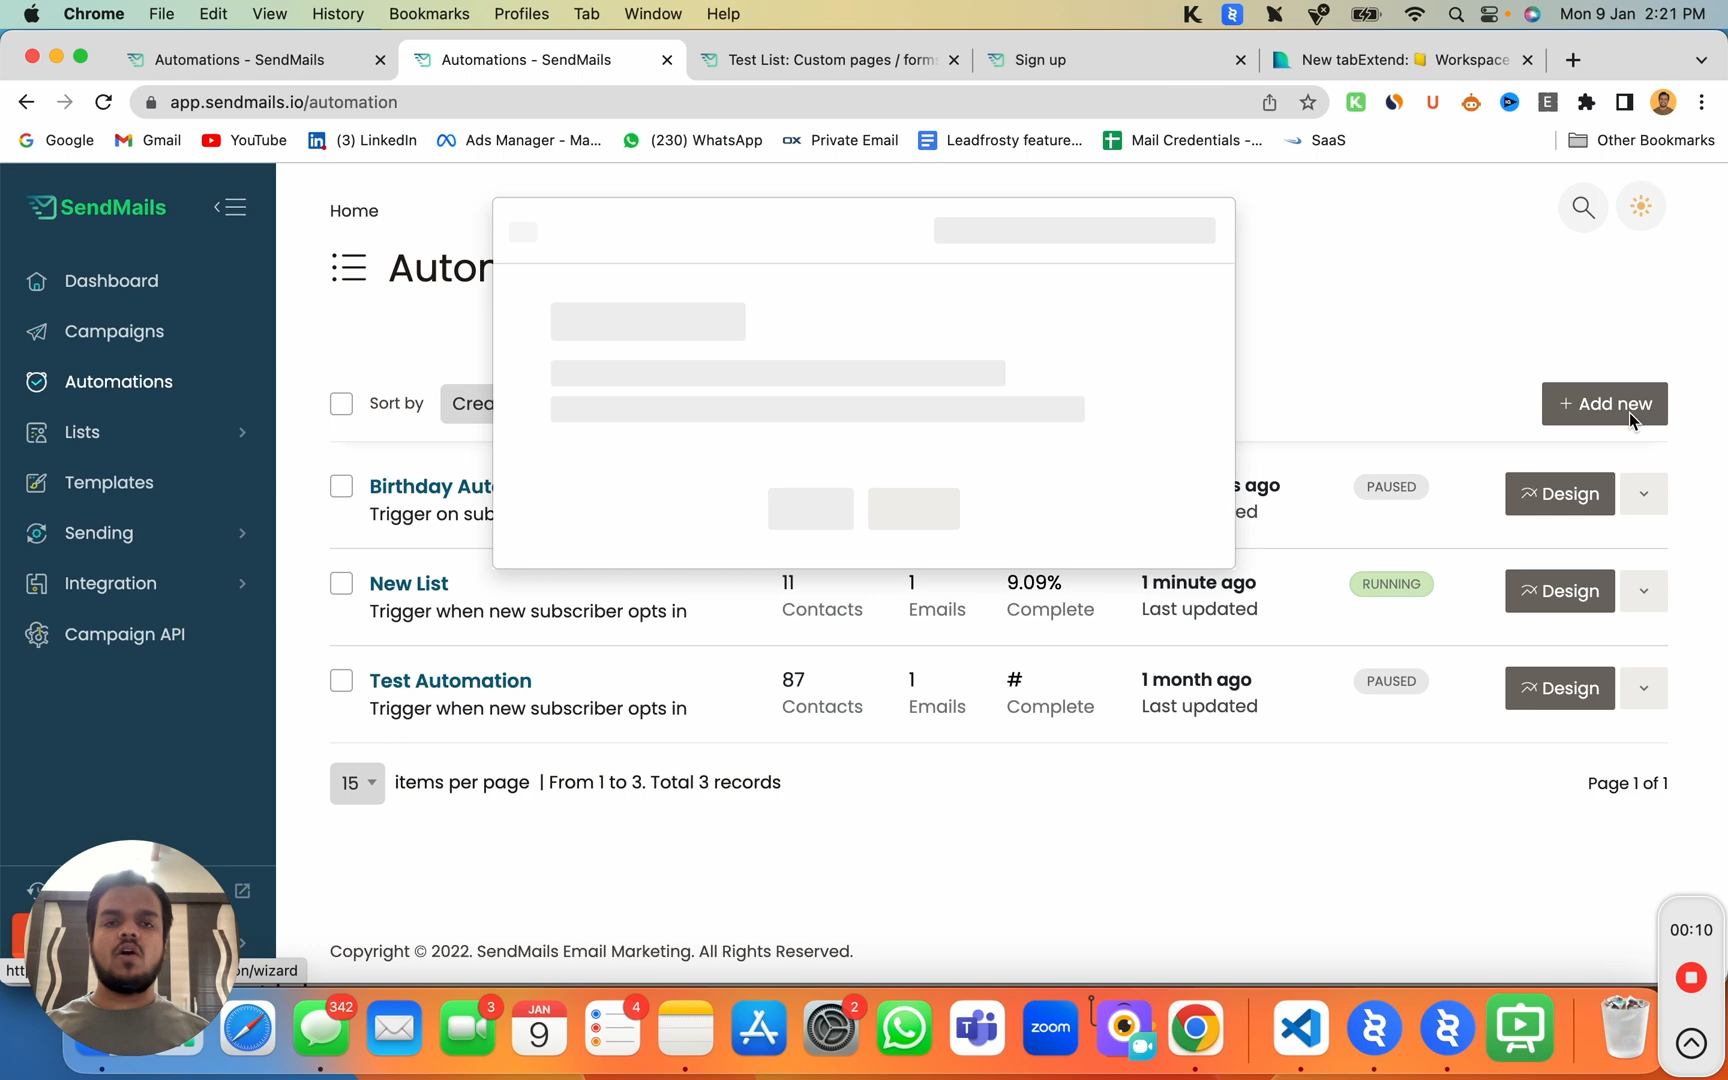 Chrome File Edit View History Bookmarks Profiles Tab Window Help Mon 9 Jan 2:21 PM
Automations - SendMails
Automations - SendMails
Test List: Custom pages / forms
Sign up
New tabExtend: Workspace
app.sendmails.io/automation
Google Gmail YouTube (3) LinkedIn Ads Manager - Ma... (230) WhatsApp Private Email Leadfrosty feature... Mail Credentials -... SaaS Other Bookmarks
SendMails
Dashboard
Campaigns
Automations
Lists
Templates
Sending
Integration
Campaign API
Home
Autom
Sort by Crea
+ Add new
Birthday Aut s ago PAUSED Design
Trigger on sub ed
New List 11 1 9.09% 1 minute ago RUNNING Design
Trigger when new subscriber opts in Contacts Emails Complete Last updated
Test Automation 87 1 # 1 month ago PAUSED Design
Trigger when new subscriber opts in Contacts Emails Complete Last updated
15 items per page | From 1 to 3. Total 3 records Page 1 of 1
Copyright © 2022. SendMails Email Marketing. All Rights Reserved.
htt on/wizard
00:10
342 3 JAN 9 4 2 zoom